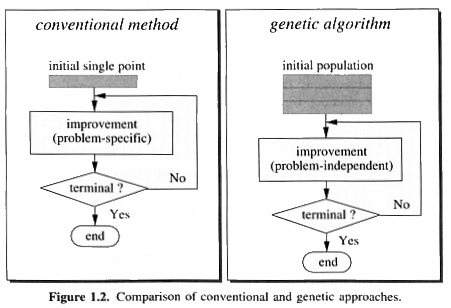 conventional method
initial single point
improvement
(problem-specific)
terminal ?
No
Yes
end
genetic algorithm
initial population
improvement
(problem-independent)
terminal ?
No
Yes
end
Figure 1.2. Comparison of conventional and genetic approaches.